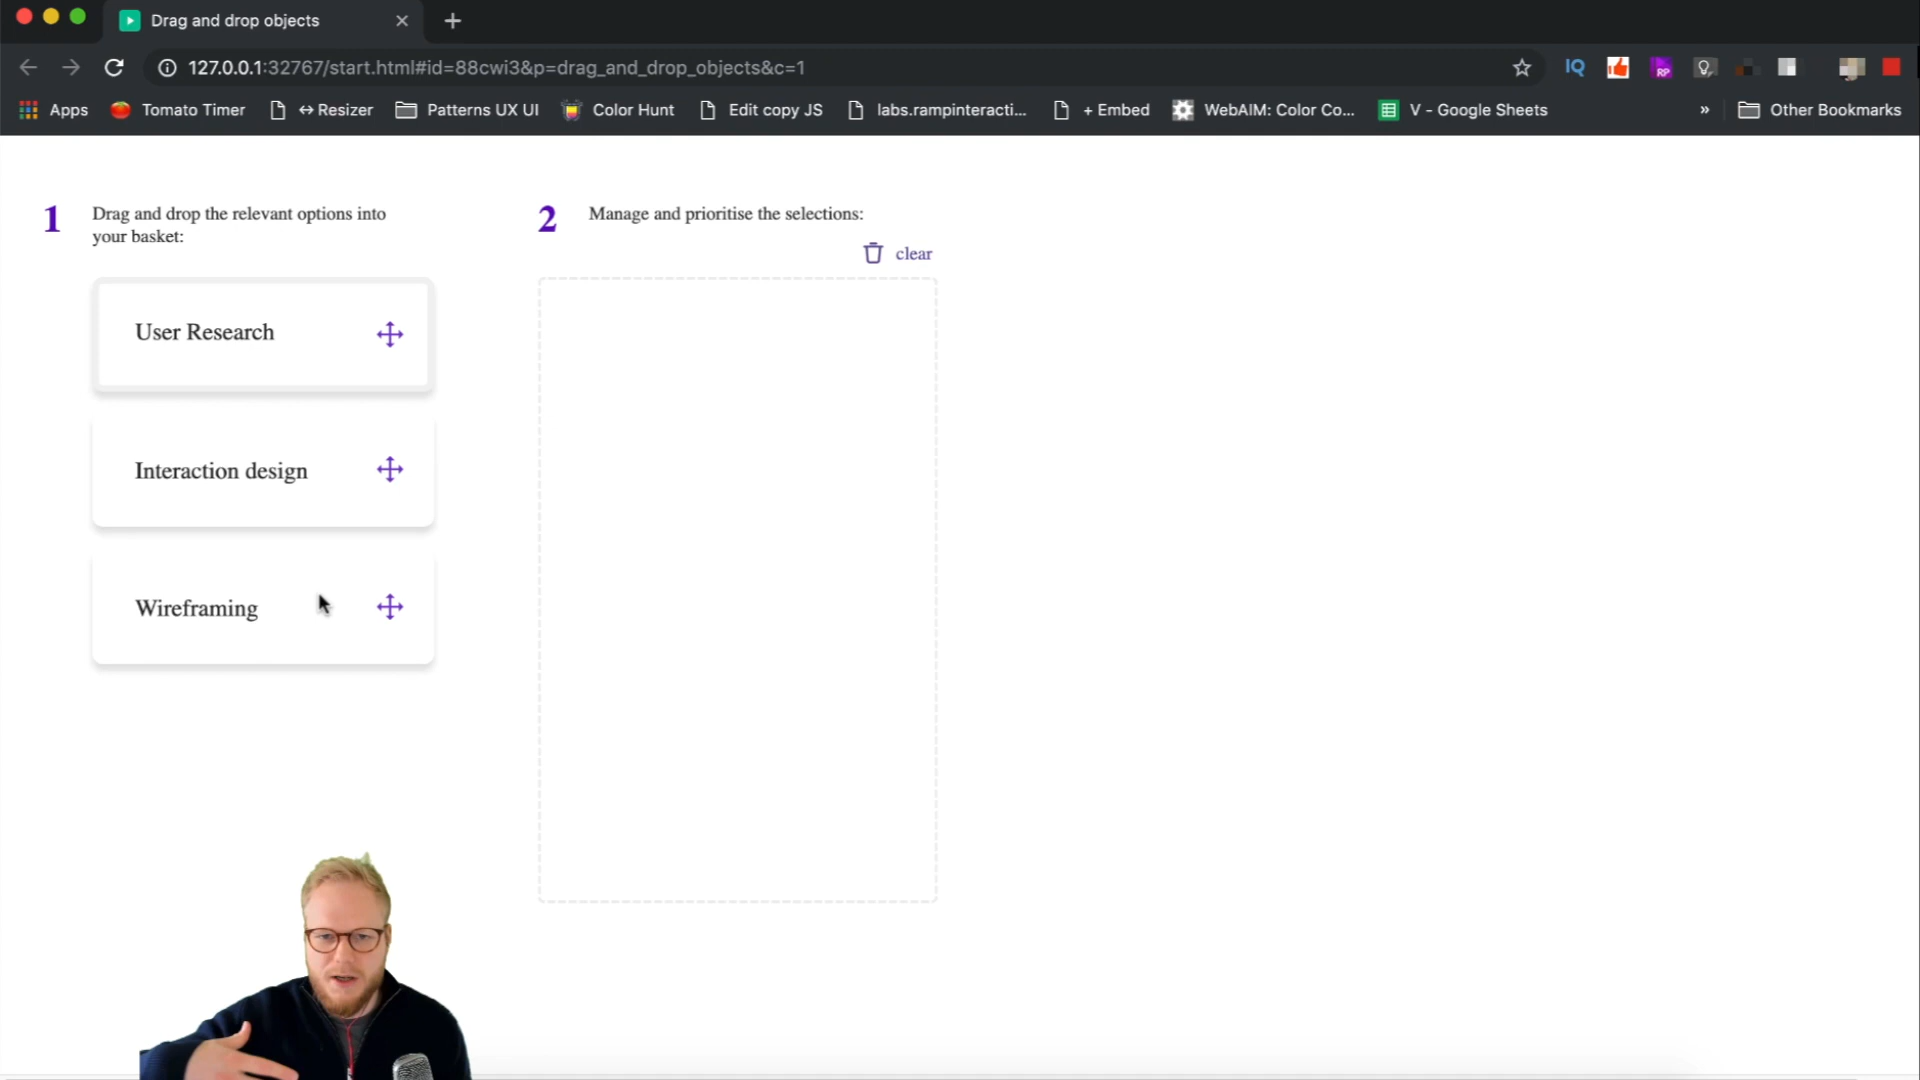 Drag and drop objects
127.0.0.1:32767/start.html#id=88cwi3&p=drag_and_drop_objects&c=1
IQ
RP
Apps
Tomato Timer
↔ Resizer
Patterns UX UI
Color Hunt
Edit copy JS
labs.rampinteracti...
+ Embed
WebAIM: Color Co...
V - Google Sheets
»
Other Bookmarks
1
Drag and drop the relevant options into
your basket:
2
Manage and prioritise the selections:
clear
User Research
Interaction design
Wireframing